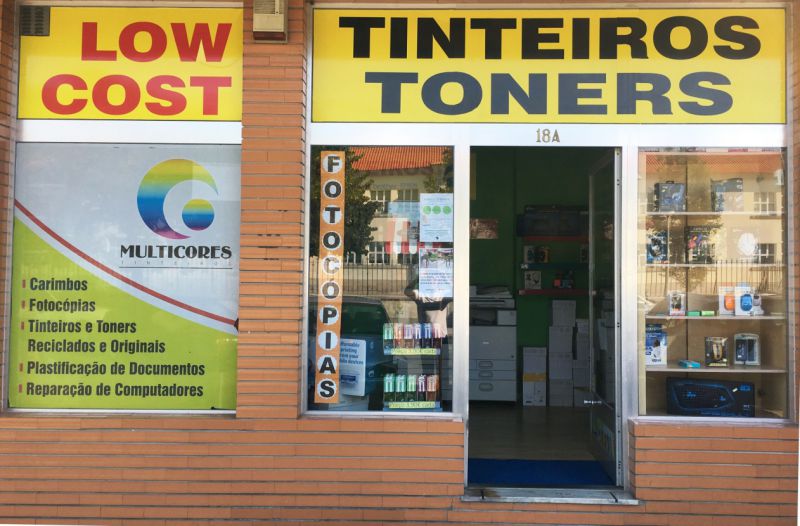 LOW
COST
TINTEIROS
TONERS
18A
MULTICORES
TINTEIROS
Carimbos
Fotocópias
Tinteiros e Toners
Reciclados e Originais
Plastificação de Documentos
Reparação de Computadores
FOTOCÓPIAS